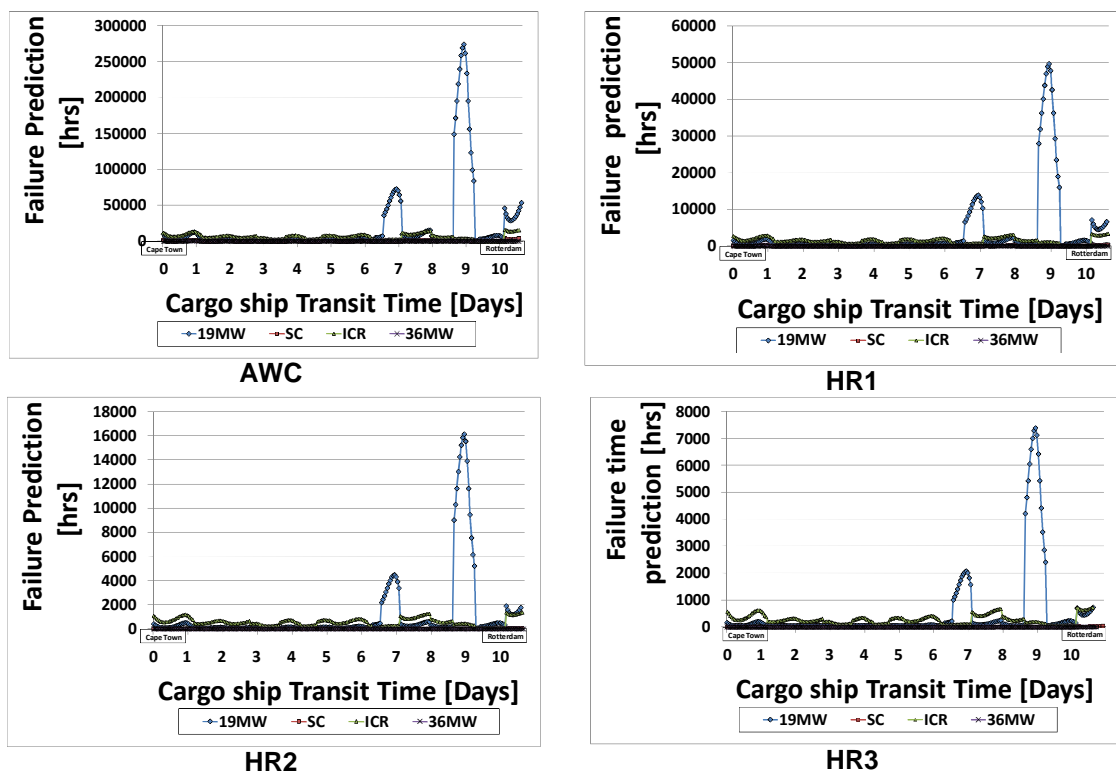 Failure Prediction
[hrs]
300000
250000
200000
150000
100000
50000
0
Cape Town
Rotterdam
0 1 2 3 4 5 6 7 8 9 10
Cargo ship Transit Time [Days]
19MW SC ICR 36MW
AWC
Failure prediction
[hrs]
60000
50000
40000
30000
20000
10000
0
Cape Town
Rotterdam
0 1 2 3 4 5 6 7 8 9 10
Cargo ship Transit Time [Days]
19MW SC ICR 36MW
HR1
Failure Prediction
[hrs]
18000
16000
14000
12000
10000
8000
6000
4000
2000
0
Cape Town
Rotterdam
0 1 2 3 4 5 6 7 8 9 10
Cargo ship Transit Time [Days]
19MW SC ICR 36MW
HR2
Failure time
prediction [hrs]
8000
7000
6000
5000
4000
3000
2000
1000
0
Cape Town
Rotterdam
0 1 2 3 4 5 6 7 8 9 10
Cargo ship Transit Time [Days]
19MW SC ICR 36MW
HR3